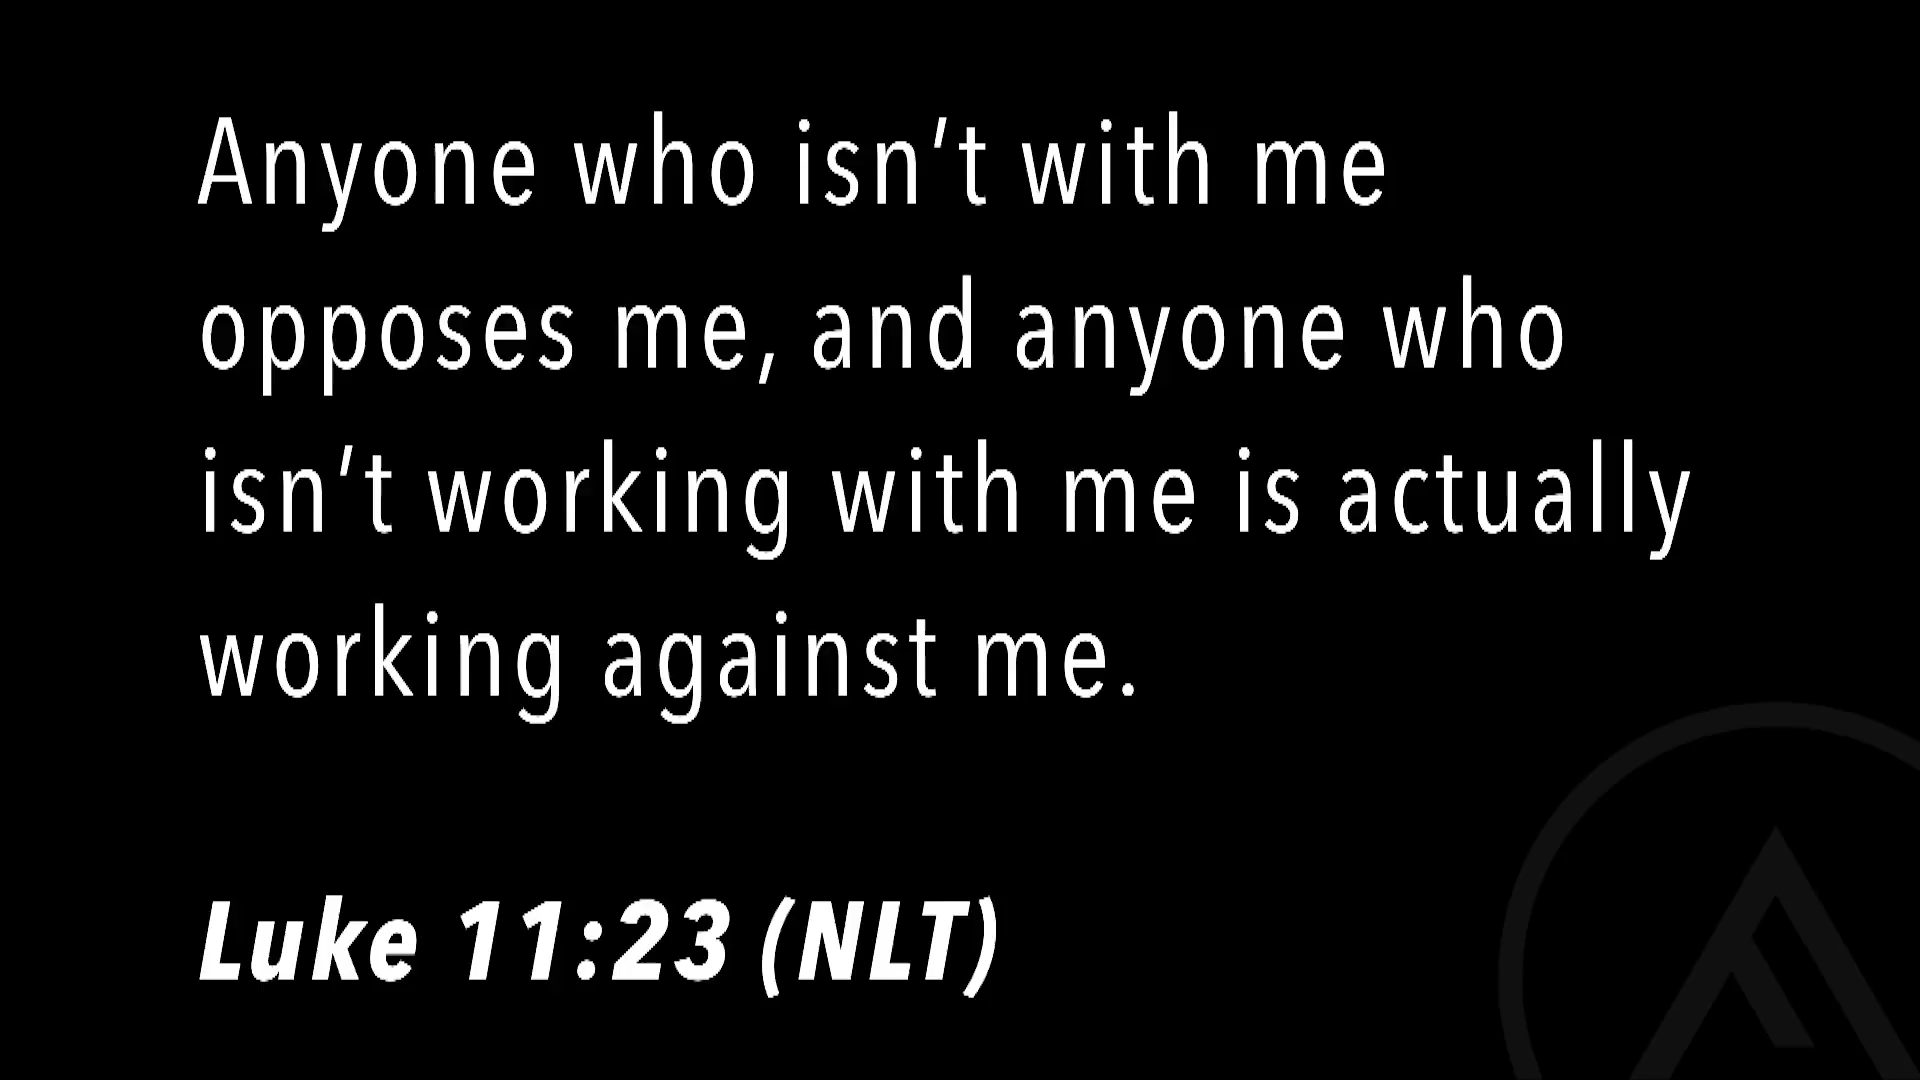 Anyone who isn’t with me
opposes me, and anyone who
isn’t working with me is actually
working against me.
Luke 11:23 (NLT)